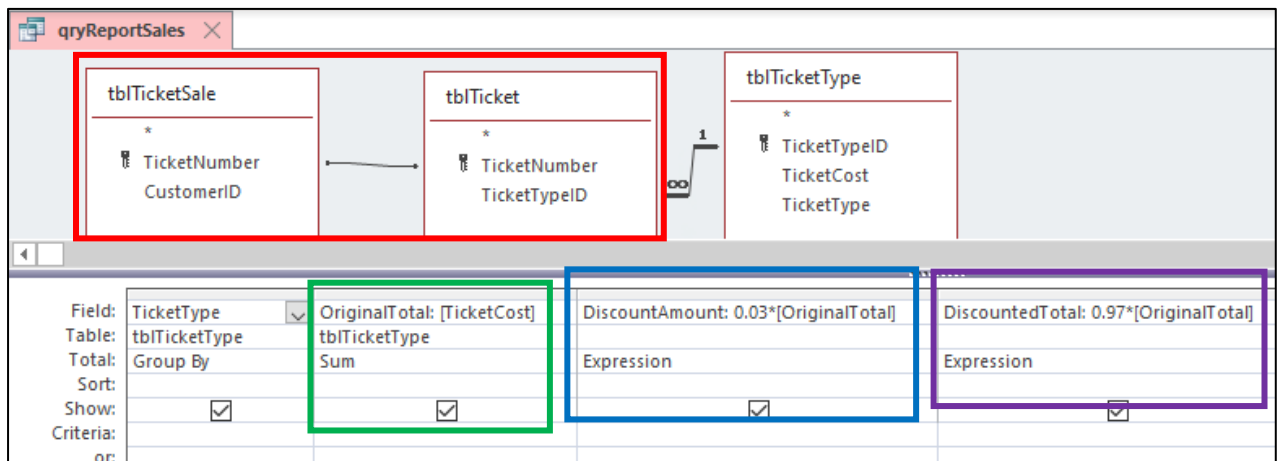 qryReportSales
tblTicketSale
*
TicketNumber
CustomerID
tblTicket
*
TicketNumber
TicketTypeID
1
∞
tblTicketType
*
TicketTypeID
TicketCost
TicketType
Field: TicketType OriginalTotal: [TicketCost] DiscountAmount: 0.03*[OriginalTotal] DiscountedTotal: 0.97*[OriginalTotal]
Table: tblTicketType tblTicketType
Total: Group By Sum Expression Expression
Sort:
Show:
Criteria:
or: